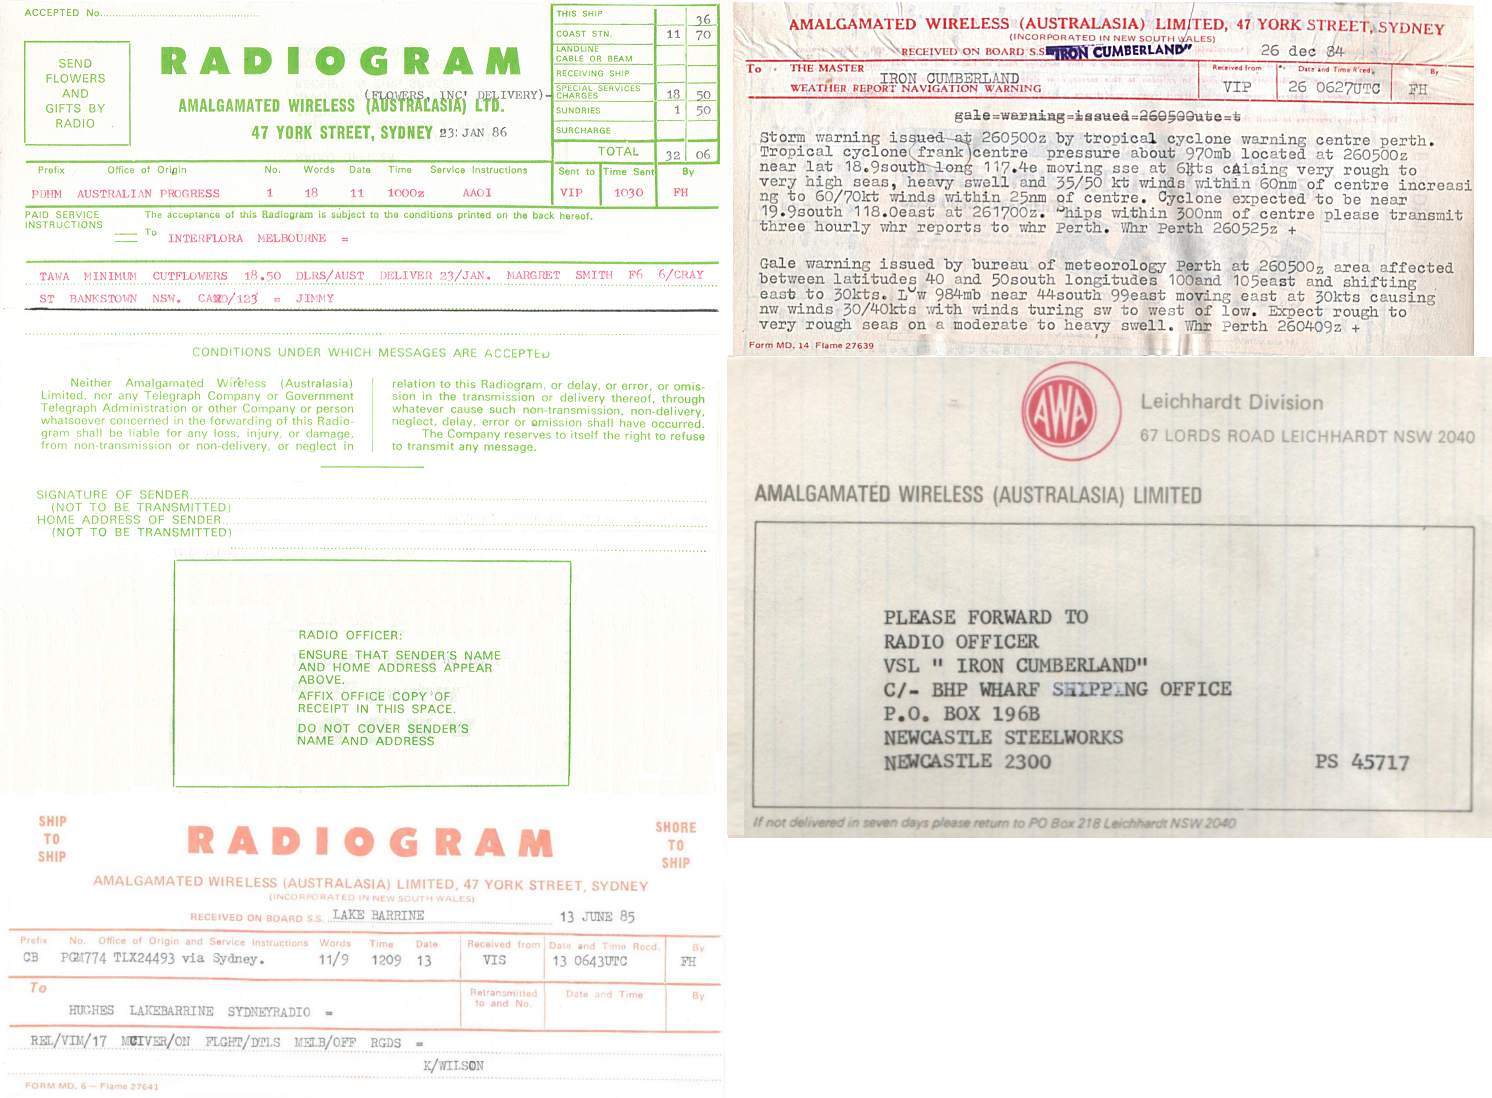 ACCEPTED No.
SEND
FLOWERS
AND
GIFTS BY
RADIO
RADIOGRAM
(FLOWERS, INC' DELIVERY)-
AMALGAMATED WIRELESS (AUSTRALASIA) LTD.
47 YORK STREET, SYDNEY 23: JAN 86
THIS SHIP 36
COAST STN. 11 70
LANDLINE
CABLE OR BEAM
RECEIVING SHIP
SPECIAL SERVICES
CHARGES 18 50
SUNDRIES 1 50
SURCHARGE
TOTAL 32 06
Prefix Office of Origin No. Words Date Time Service Instructions Sent to Time Sent By
PDHM AUSTRALIAN PROGRESS 1 18 11 1000z AA0I VIP 1030 FH
PAID SERVICE
INSTRUCTIONS
The acceptance of this Radiogram is subject to the conditions printed on the back hereof.
To INTERFLORA MELBOURNE =
TAWA MINIMUM CUTFLOWERS 18.50 DLRS/AUST DELIVER 23/JAN. MARGRET SMITH F6 6/CRAY
ST BANKSTOWN NSW. CARD/123 = JIMMY
CONDITIONS UNDER WHICH MESSAGES ARE ACCEPTED
Neither Amalgamated Wireless (Australasia)
Limited, nor any Telegraph Company or Government
Telegraph Administration or other Company or person
whatsoever concerned in the forwarding of this Radio-
gram shall be liable for any loss, injury, or damage,
from non-transmission or non-delivery, or neglect in
relation to this Radiogram, or delay, or error, or omis-
sion in the transmission or delivery thereof, through
whatever cause such non-transmission, non-delivery,
neglect, delay, error or omission shall have occurred.
The Company reserves to itself the right to refuse
to transmit any message.
SIGNATURE OF SENDER
(NOT TO BE TRANSMITTED)
HOME ADDRESS OF SENDER
(NOT TO BE TRANSMITTED)
RADIO OFFICER:
ENSURE THAT SENDER'S NAME
AND HOME ADDRESS APPEAR
ABOVE.
AFFIX OFFICE COPY OF
RECEIPT IN THIS SPACE.
DO NOT COVER SENDER'S
NAME AND ADDRESS
SHIP
TO
SHIP
RADIOGRAM
SHORE
TO
SHIP
AMALGAMATED WIRELESS (AUSTRALASIA) LIMITED, 47 YORK STREET, SYDNEY
(INCORPORATED IN NEW SOUTH WALES)
RECEIVED ON BOARD S.S. LAKE BARRINE 13 JUNE 85
Prefix No. Office of Origin and Service Instructions Words Time Date Received from Date and Time Recd. By
CB PGM774 TLX24493 via Sydney. 11/9 1209 13 VIS 13 0643UTC FH
To
Retransmitted
to and No. Date and Time By
HUGHES LAKEBARRINE SYDNEYRADIO =
REL/VIM/17 MCIVER/ON FLGHT/DTLS MELB/OFF RGDS =
K/WILSON
FORM MD. 6 — Flame 27641
AMALGAMATED WIRELESS (AUSTRALASIA) LIMITED, 47 YORK STREET, SYDNEY
(INCORPORATED IN NEW SOUTH WALES)
RECEIVED ON BOARD S.S. "IRON CUMBERLAND" 26 dec 84
To THE MASTER IRON CUMBERLAND
WEATHER REPORT NAVIGATION WARNING
Received from Date and Time R'ced. By
VIP 26 0627UTC FH
gale=warning=issued=260500utc=t
Storm warning issued at 260500z by tropical cyclone warning centre perth.
Tropical cyclone(frank)centre pressure about 970mb located at 260500z
near lat 18.9south long 117.4e moving sse at 6kts caising very rough to
very high seas, heavy swell and 35/50 kt winds within 60nm of centre increasi
ng to 60/70kt winds within 25nm of centre. Cyclone expected to be near
19.9south 118.0east at 261700z. Ships within 300nm of centre please transmit
three hourly whr reports to whr Perth. Whr Perth 260525z +
Gale warning issued by bureau of meteorology Perth at 260500z area affected
between latitudes 40 and 50south longitudes 100and 105east and shifting
east to 30kts. Low 984mb near 44south 99east moving east at 30kts causing
nw winds 30/40kts with winds turing sw to west of low. Expect rough to
very rough seas on a moderate to heavy swell. Whr Perth 260409z +
Form MD. 14 Flame 27639
AWA
Leichhardt Division
67 LORDS ROAD LEICHHARDT NSW 2040
AMALGAMATED WIRELESS (AUSTRALASIA) LIMITED
PLEASE FORWARD TO
RADIO OFFICER
VSL " IRON CUMBERLAND"
C/- BHP WHARF SHIPPING OFFICE
P.O. BOX 196B
NEWCASTLE STEELWORKS
NEWCASTLE 2300 PS 45717
If not delivered in seven days please return to PO Box 218 Leichhardt NSW 2040